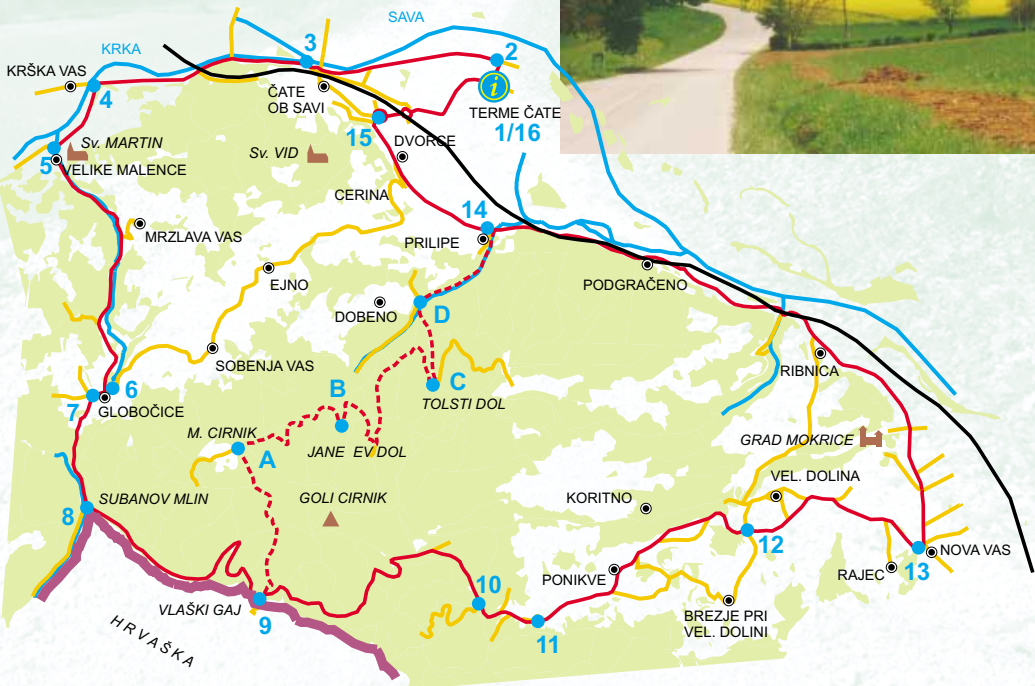 SAVA
KRKA
3
2
KRŠKA VAS
4
ČATE
OB SAVI
i
TERME ČATE
1/16
15
DVORCE
Sv. MARTIN
Sv. VID
5
VELIKE MALENCE
CERINA
14
MRZLAVA VAS
PRILIPE
EJNO
PODGRAČENO
DOBENO
D
SOBENJA VAS
RIBNICA
6
C
7
GLOBOČICE
B
TOLSTI DOL
M. CIRNIK
A
JANE EV DOL
GRAD MOKRICE
SUBANOV MLIN
GOLI CIRNIK
KORITNO
VEL. DOLINA
8
12
NOVA VAS
13
RAJEC
PONIKVE
10
VLAŠKI GAJ
9
11
BREZJE PRI
VEL. DOLINI
HRVAŠKA